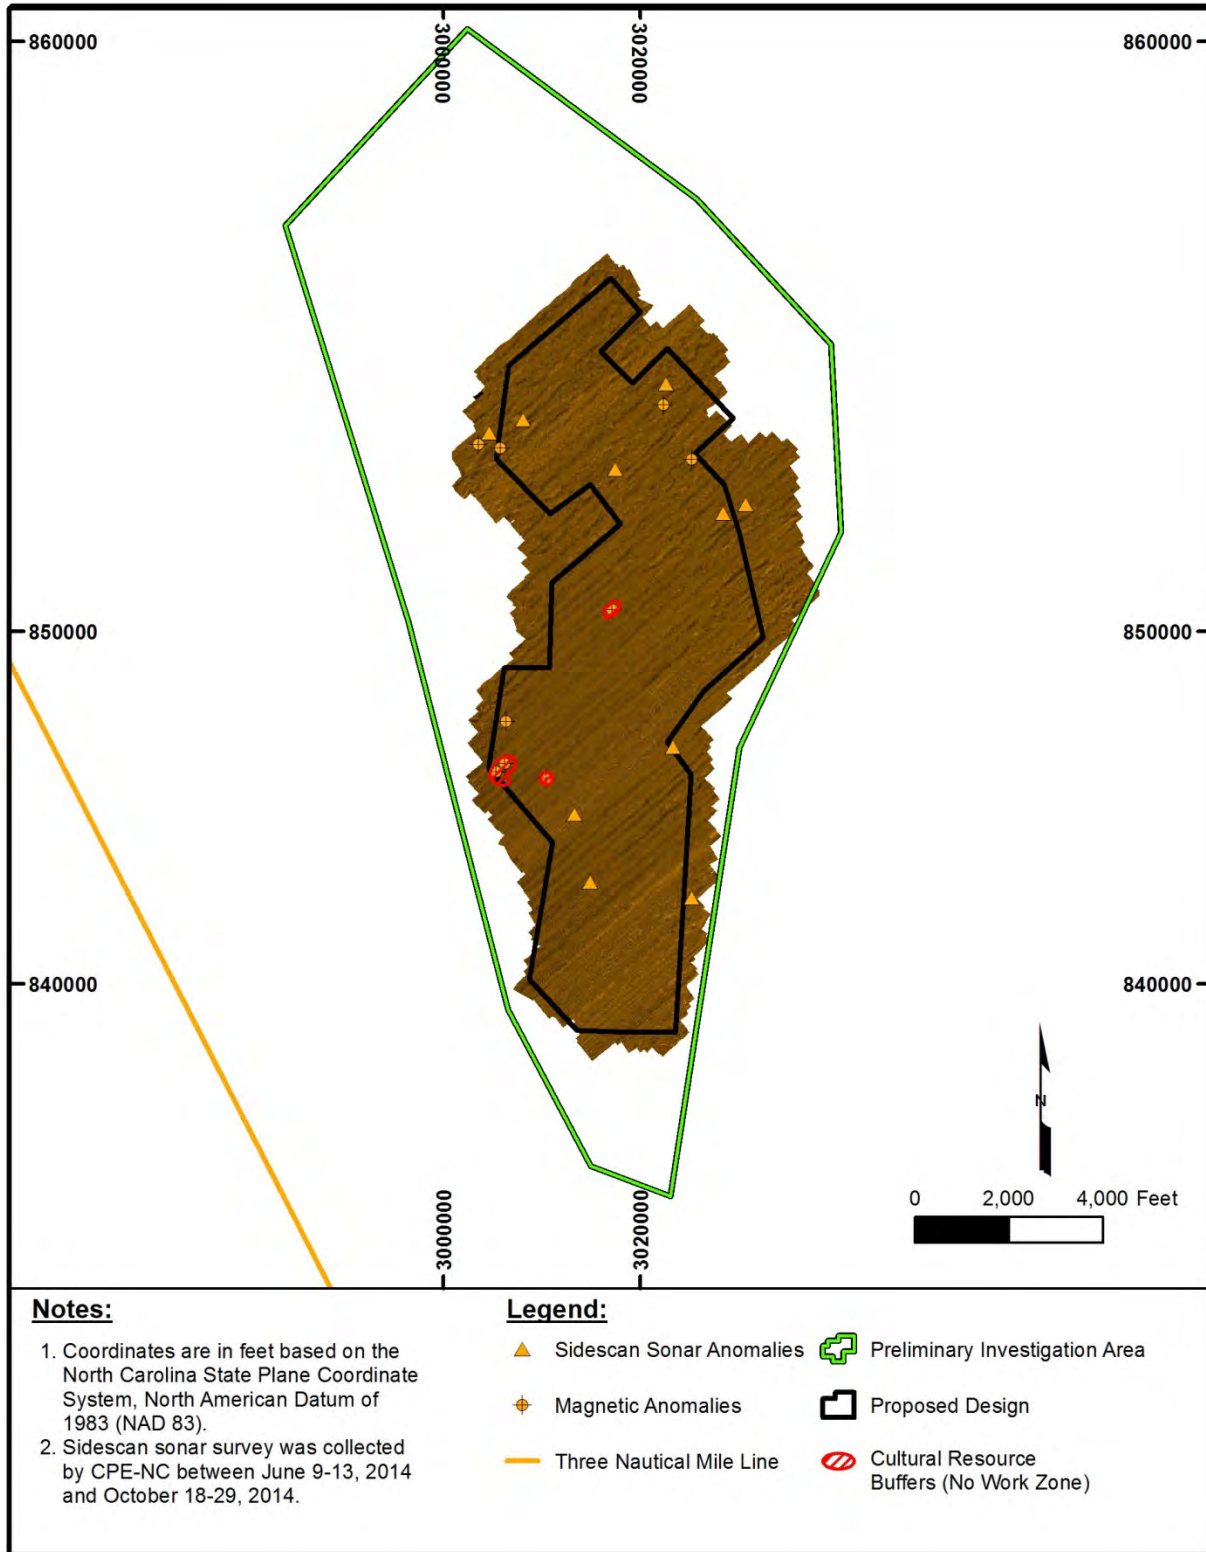 3000000
3020000
860000
860000
850000
850000
840000
840000
N
0 2,000 4,000 Feet
3000000
3020000
Notes:
1. Coordinates are in feet based on the
North Carolina State Plane Coordinate
System, North American Datum of
1983 (NAD 83).
2. Sidescan sonar survey was collected
by CPE-NC between June 9-13, 2014
and October 18-29, 2014.
Legend:
Sidescan Sonar Anomalies
Magnetic Anomalies
Three Nautical Mile Line
Preliminary Investigation Area
Proposed Design
Cultural Resource
Buffers (No Work Zone)